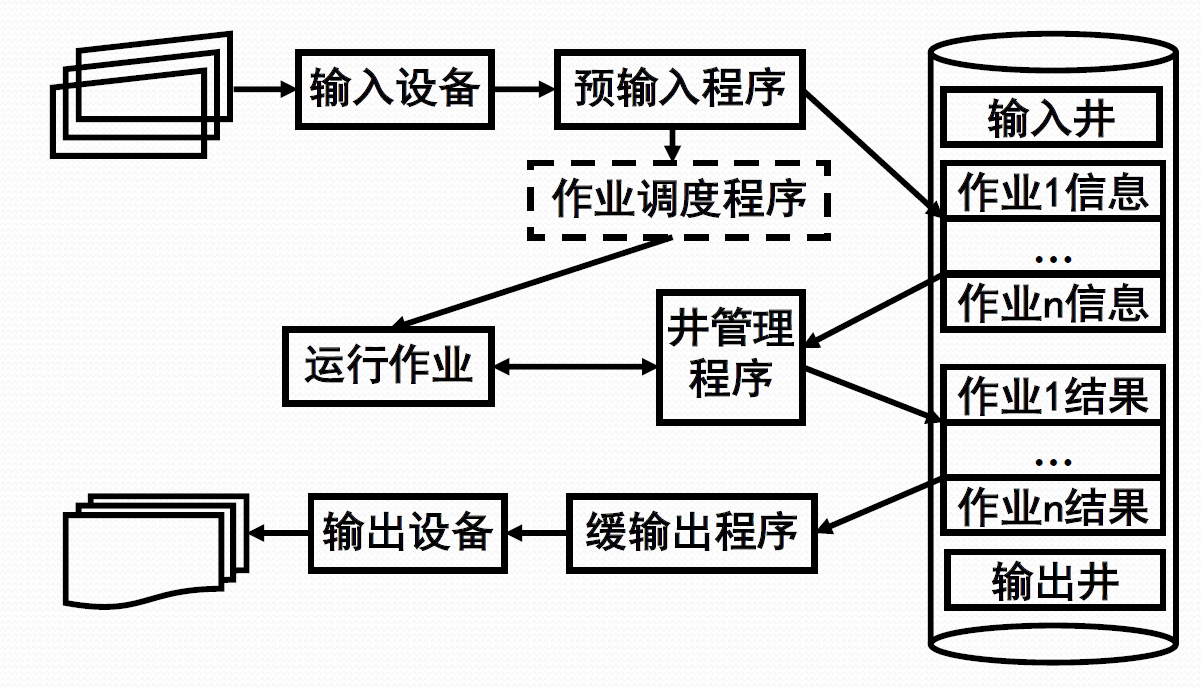 输入设备
预输入程序
输入井
作业调度程序
作业1信息
...
作业n信息
运行作业
井管理
程序
作业1结果
...
作业n结果
输出设备
缓输出程序
输出井